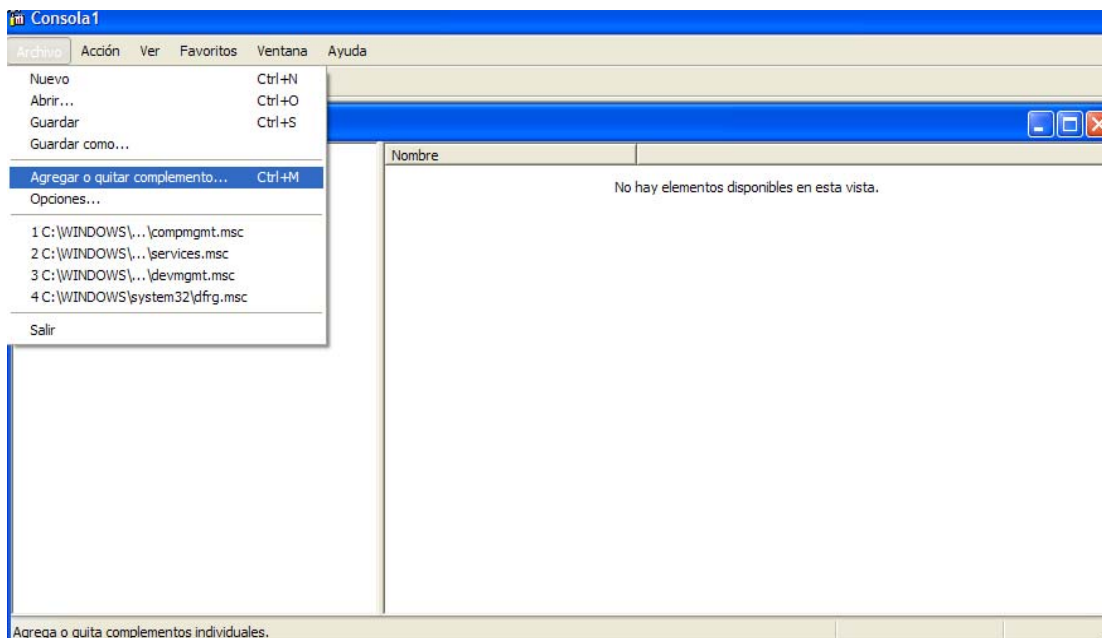 Consola1
Archivo Acción Ver Favoritos Ventana Ayuda
Nuevo Ctrl+N
Abrir... Ctrl+O
Guardar Ctrl+S
Guardar como...
Agregar o quitar complemento... Ctrl+M
Opciones...
1 C:\WINDOWS\...\compmgmt.msc
2 C:\WINDOWS\...\services.msc
3 C:\WINDOWS\...\devmgmt.msc
4 C:\WINDOWS\system32\dfrg.msc
Salir
Nombre
No hay elementos disponibles en esta vista.
Agrega o quita complementos individuales.